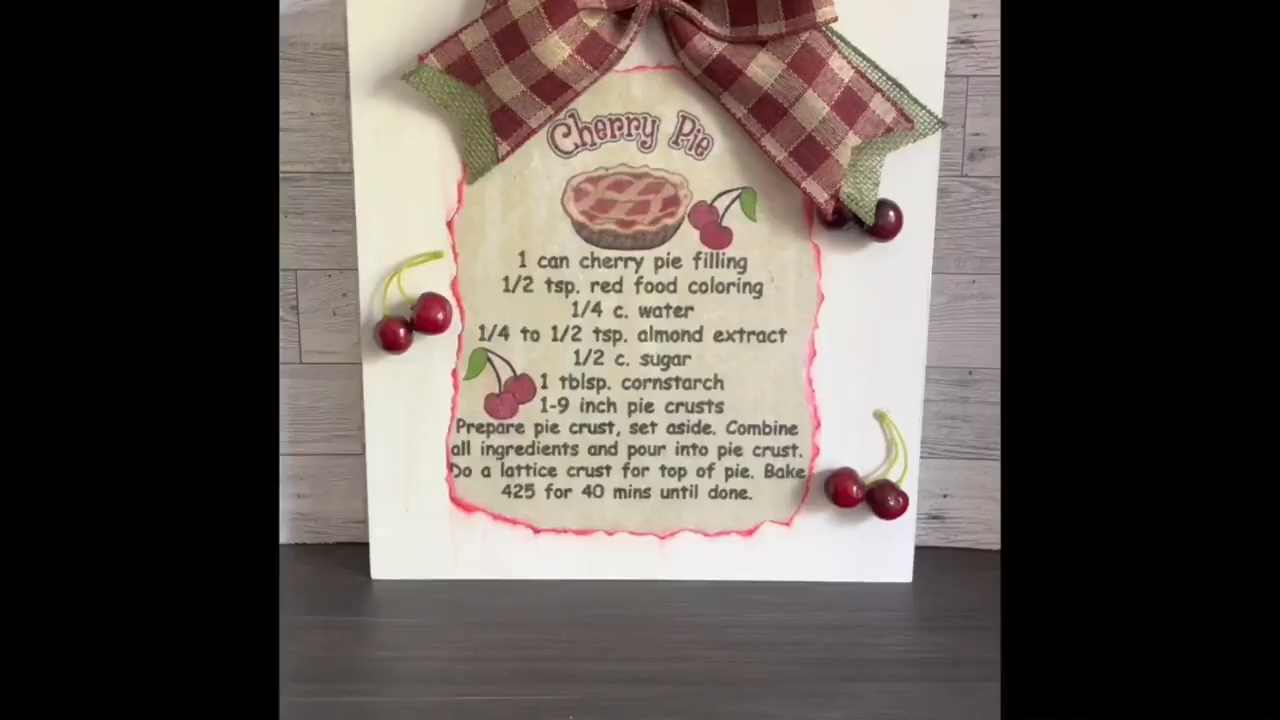 Cherry Pie
1 can cherry pie filling
1/2 tsp. red food coloring
1/4 c. water
1/4 to 1/2 tsp. almond extract
1/2 c. sugar
1 tblsp. cornstarch
1-9 inch pie crusts
Prepare pie crust, set aside. Combine
all ingredients and pour into pie crust.
Do a lattice crust for top of pie. Bake
425 for 40 mins until done.